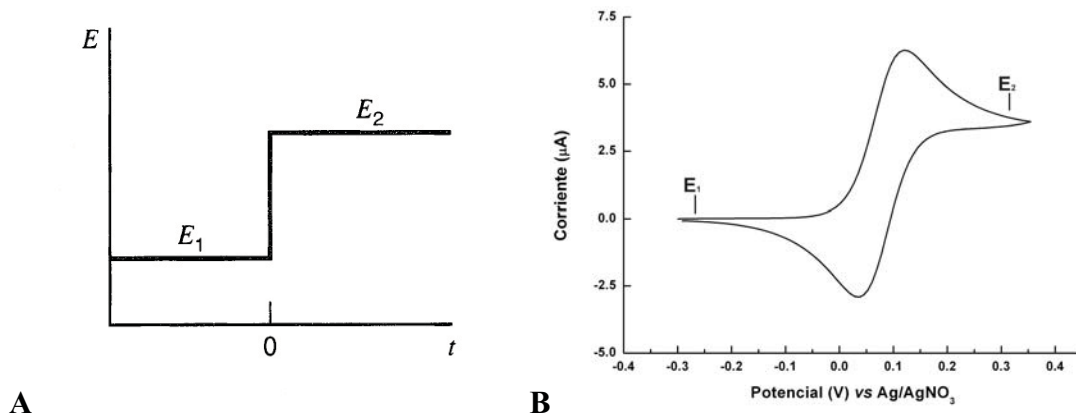 E
E₁
E₂
0
t
A
Corriente (μA)
7.5
5.0
2.5
0.0
-2.5
-5.0
E₁
E₂
-0.4 -0.3 -0.2 -0.1 0.0 0.1 0.2 0.3 0.4
Potencial (V) vs Ag/AgNO₃
B